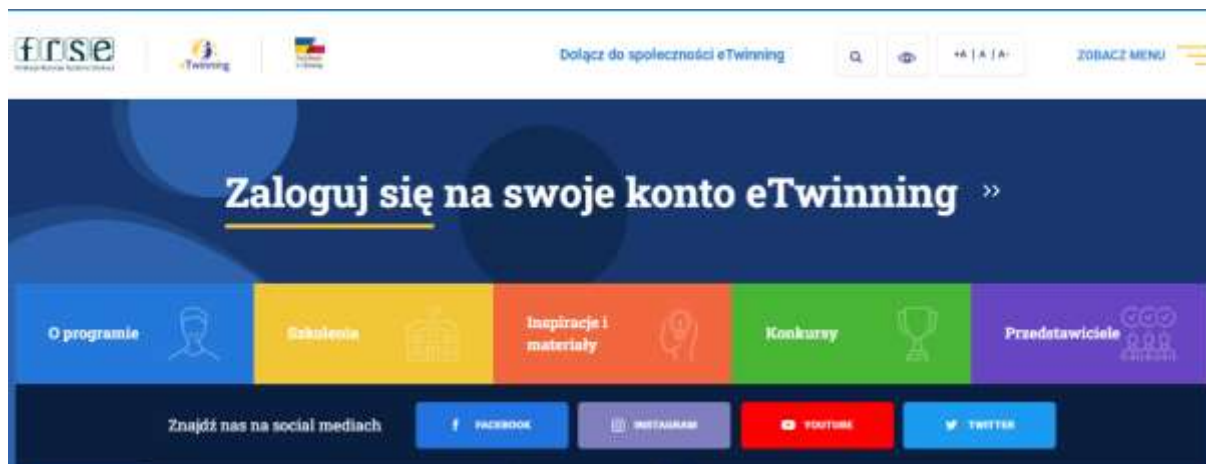 frse
eTwinning
Dołącz do społeczności eTwinning
+A | A | A-
ZOBACZ MENU
Zaloguj się na swoje konto eTwinning »
O programie
Szkolenia
Inspiracje i
materiały
Konkursy
Przedstawiciele
Znajdź nas na social mediach
f FACEBOOK
INSTAGRAM
YOUTUBE
TWITTER